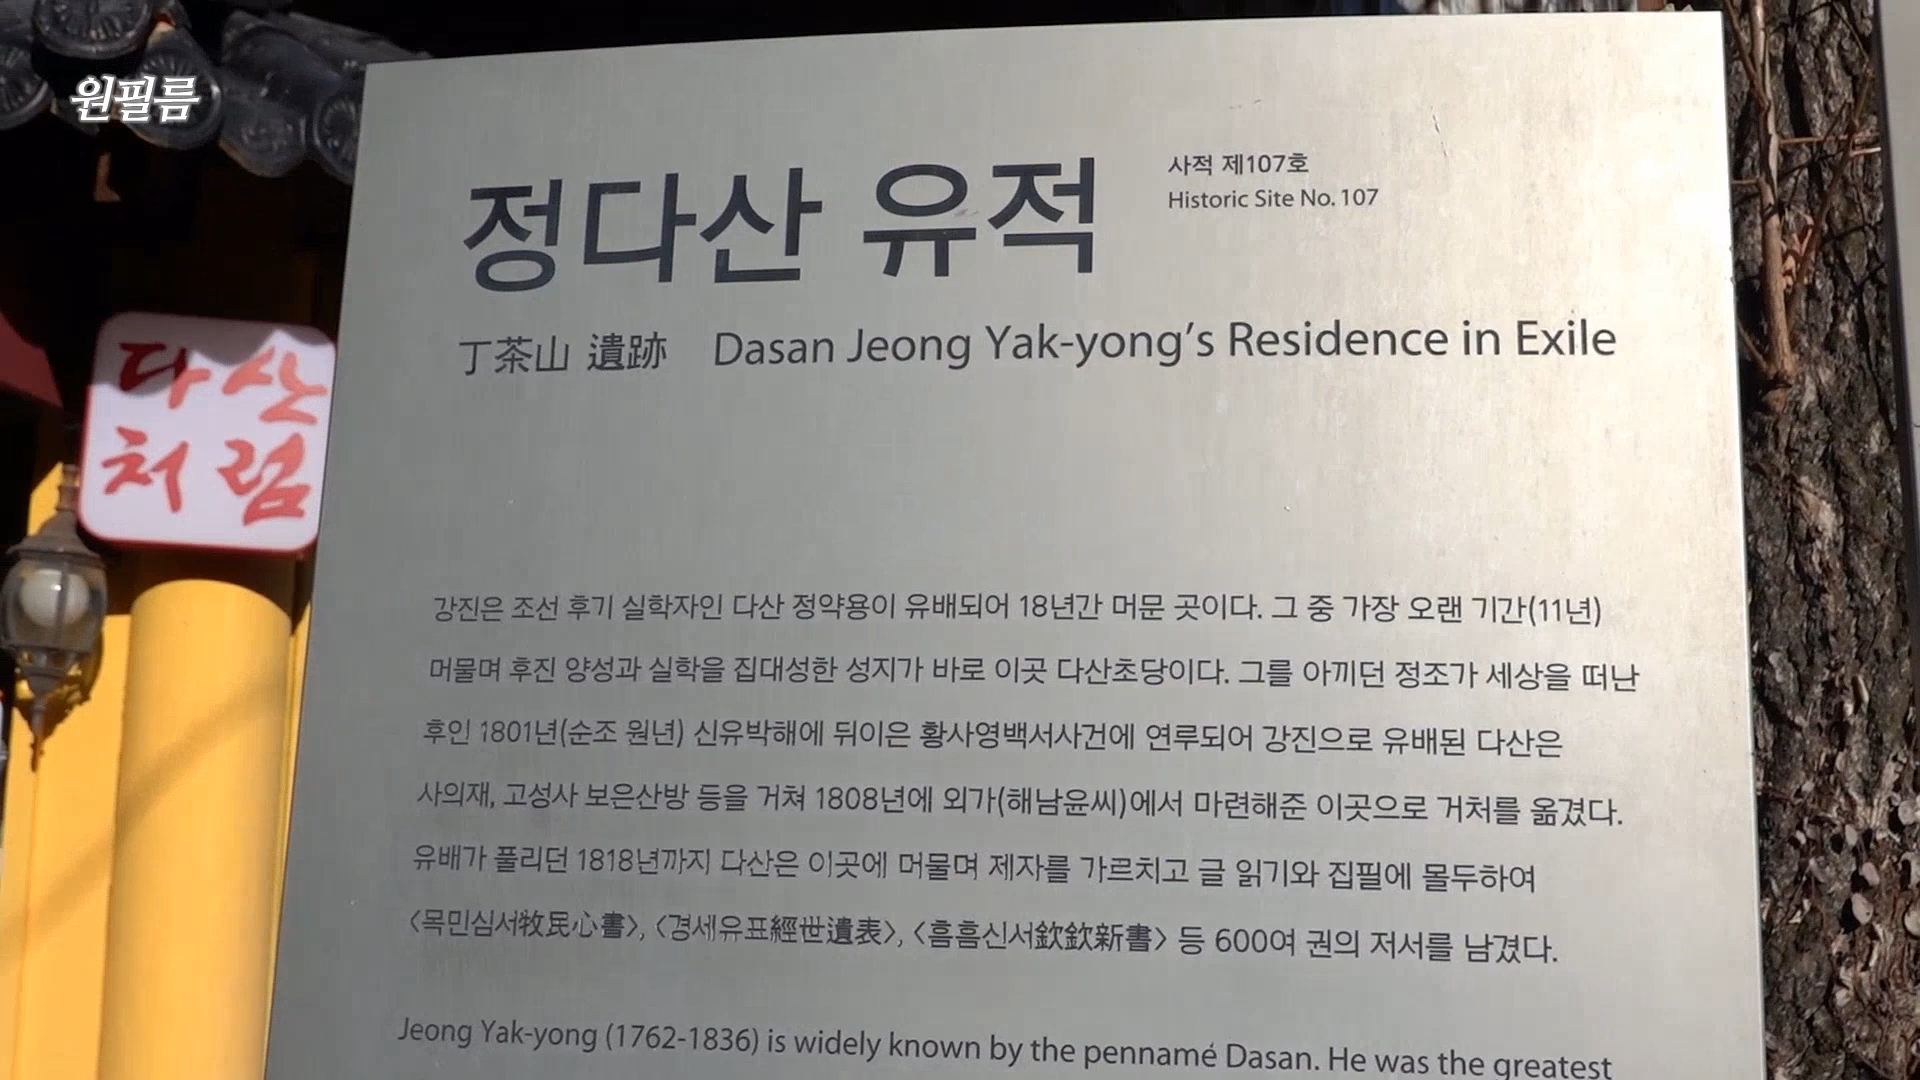 원필름
정다산 유적
사적 제107호
Historic Site No. 107
丁茶山 遺跡 Dasan Jeong Yak-yong's Residence in Exile
다산
처럼
강진은 조선 후기 실학자인 다산 정약용이 유배되어 18년간 머문 곳이다. 그 중 가장 오랜 기간(11년)
머물며 후진 양성과 실학을 집대성한 성지가 바로 이곳 다산초당이다. 그를 아끼던 정조가 세상을 떠난
후인 1801년(순조 원년) 신유박해에 뒤이은 황사영백서사건에 연루되어 강진으로 유배된 다산은
사의재, 고성사 보은산방 등을 거쳐 1808년에 외가(해남윤씨)에서 마련해준 이곳으로 거처를 옮겼다.
유배가 풀리던 1818년까지 다산은 이곳에 머물며 제자를 가르치고 글 읽기와 집필에 몰두하여
〈목민심서牧民心書〉, 〈경세유표經世遺表〉, 〈흠흠신서欽欽新書〉 등 600여 권의 저서를 남겼다.
Jeong Yak-yong (1762-1836) is widely known by the pennamé Dasan. He was the greatest